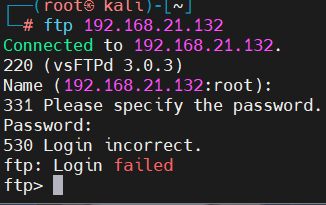 (root㉿kali)-[~]
# ftp 192.168.21.132
Connected to 192.168.21.132.
220 (vsFTPd 3.0.3)
Name (192.168.21.132:root):
331 Please specify the password.
Password:
530 Login incorrect.
ftp: Login failed
ftp>